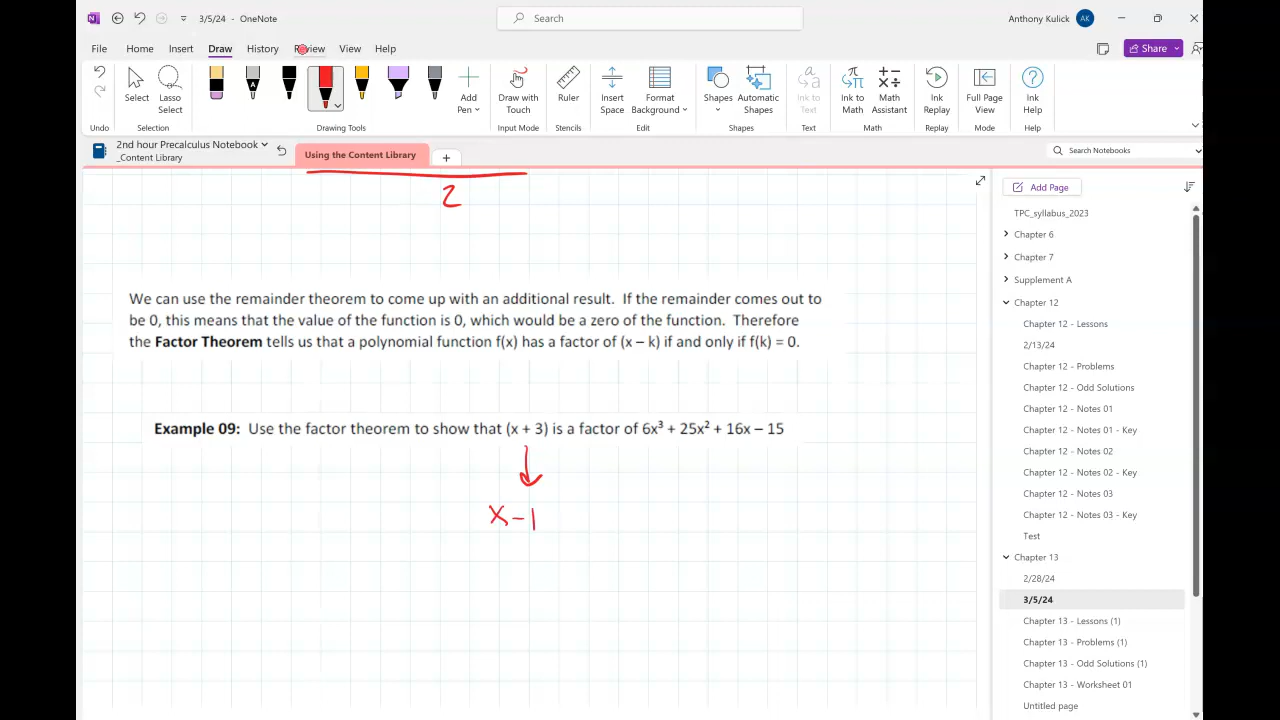 3/5/24 - OneNote
Search
Anthony Kulick
AK
File Home Insert Draw History Review View Help
Share
Undo
Select
Lasso Select
Add Pen
Draw with Touch
Ruler
Insert Space
Format Background
Shapes
Automatic Shapes
Ink to Text
Ink to Math
Math Assistant
Ink Replay
Full Page View
Ink Help
Undo Selection Drawing Tools Input Mode Stencils Edit Shapes Text Math Replay Mode Help
2nd hour Precalculus Notebook
_Content Library
Using the Content Library
Search Notebooks
2
We can use the remainder theorem to come up with an additional result. If the remainder comes out to
be 0, this means that the value of the function is 0, which would be a zero of the function. Therefore
the Factor Theorem tells us that a polynomial function f(x) has a factor of (x – k) if and only if f(k) = 0.
Example 09: Use the factor theorem to show that (x + 3) is a factor of 6x³ + 25x² + 16x – 15
x – 1
Add Page
TPC_syllabus_2023
Chapter 6
Chapter 7
Supplement A
Chapter 12
Chapter 12 - Lessons
2/13/24
Chapter 12 - Problems
Chapter 12 - Odd Solutions
Chapter 12 - Notes 01
Chapter 12 - Notes 01 - Key
Chapter 12 - Notes 02
Chapter 12 - Notes 02 - Key
Chapter 12 - Notes 03
Chapter 12 - Notes 03 - Key
Test
Chapter 13
2/28/24
3/5/24
Chapter 13 - Lessons (1)
Chapter 13 - Problems (1)
Chapter 13 - Odd Solutions (1)
Chapter 13 - Worksheet 01
Untitled page